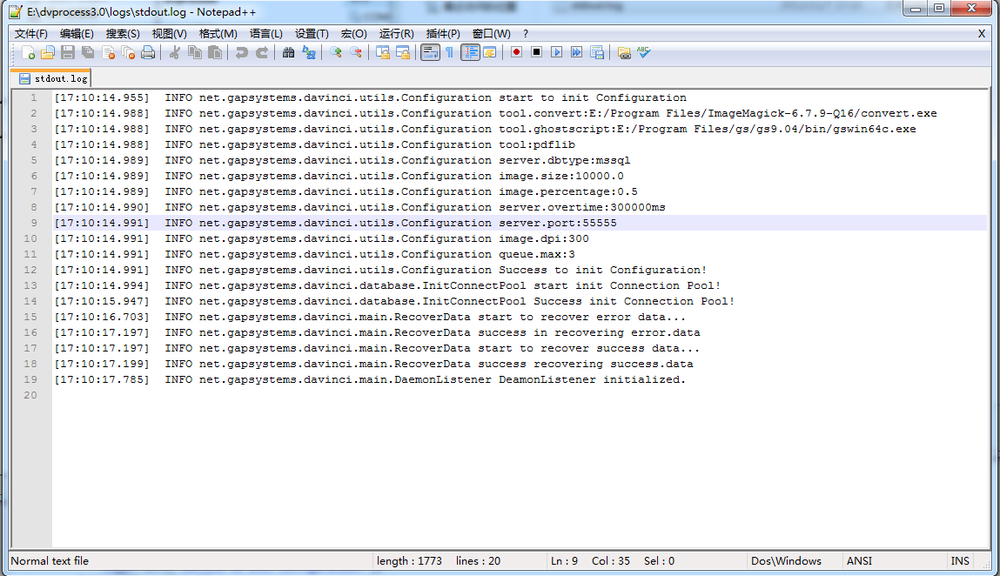 E:\dvprocess3.0\logs\stdout.log - Notepad++
文件(F) 编辑(E) 搜索(S) 视图(V) 格式(M) 语言(L) 设置(T) 宏(O) 运行(R) 插件(P) 窗口(W) ? X
stdout.log
1 [17:10:14.955] INFO net.gapsystems.davinci.utils.Configuration start to init Configuration
2 [17:10:14.988] INFO net.gapsystems.davinci.utils.Configuration tool.convert:E:/Program Files/ImageMagick-6.7.9-Q16/convert.exe
3 [17:10:14.988] INFO net.gapsystems.davinci.utils.Configuration tool.ghostscript:E:/Program Files/gs/gs9.04/bin/gswin64c.exe
4 [17:10:14.988] INFO net.gapsystems.davinci.utils.Configuration tool:pdflib
5 [17:10:14.989] INFO net.gapsystems.davinci.utils.Configuration server.dbtype:mssql
6 [17:10:14.989] INFO net.gapsystems.davinci.utils.Configuration image.size:10000.0
7 [17:10:14.989] INFO net.gapsystems.davinci.utils.Configuration image.percentage:0.5
8 [17:10:14.990] INFO net.gapsystems.davinci.utils.Configuration server.overtime:300000ms
9 [17:10:14.991] INFO net.gapsystems.davinci.utils.Configuration server.port:55555
10 [17:10:14.991] INFO net.gapsystems.davinci.utils.Configuration image.dpi:300
11 [17:10:14.991] INFO net.gapsystems.davinci.utils.Configuration queue.max:3
12 [17:10:14.991] INFO net.gapsystems.davinci.utils.Configuration Success to init Configuration!
13 [17:10:14.994] INFO net.gapsystems.davinci.database.InitConnectPool start init Connection Pool!
14 [17:10:15.947] INFO net.gapsystems.davinci.database.InitConnectPool Success init Connection Pool!
15 [17:10:16.703] INFO net.gapsystems.davinci.main.RecoverData start to recover error data...
16 [17:10:17.197] INFO net.gapsystems.davinci.main.RecoverData success in recovering error.data
17 [17:10:17.197] INFO net.gapsystems.davinci.main.RecoverData start to recover success data...
18 [17:10:17.199] INFO net.gapsystems.davinci.main.RecoverData success recovering success.data
19 [17:10:17.785] INFO net.gapsystems.davinci.main.DaemonListener DeamonListener initialized.
20
Normal text file length : 1773 lines : 20 Ln : 9 Col : 35 Sel : 0 Dos\Windows ANSI INS